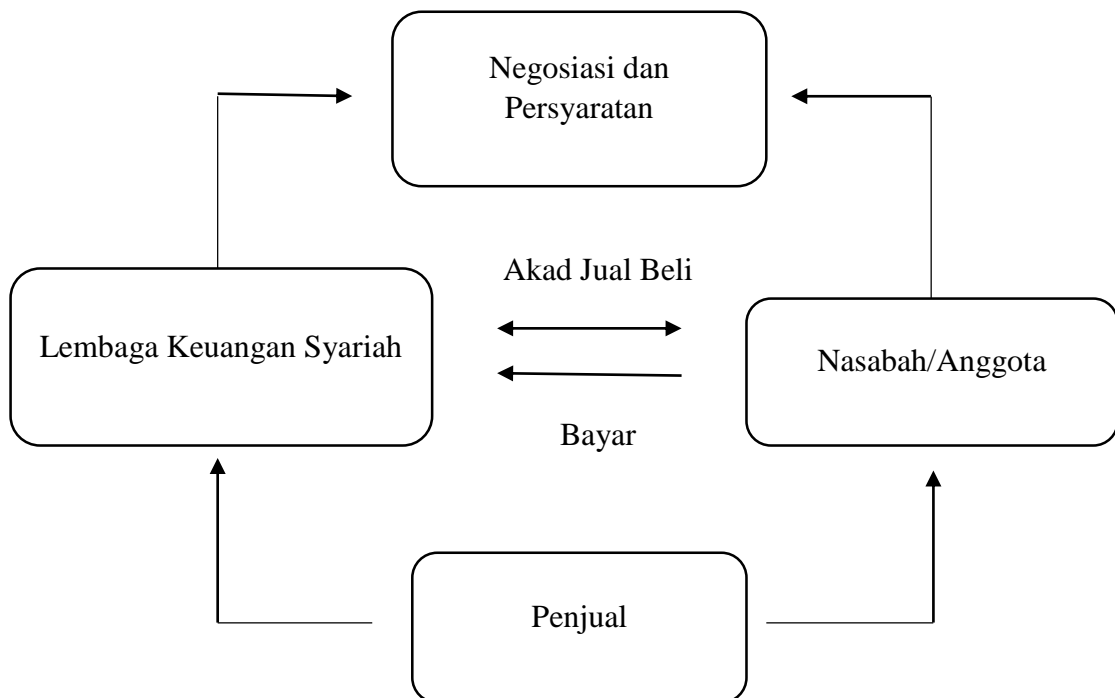 Negosiasi dan
Persyaratan
Akad Jual Beli
Lembaga Keuangan Syariah
Nasabah/Anggota
Bayar
Penjual